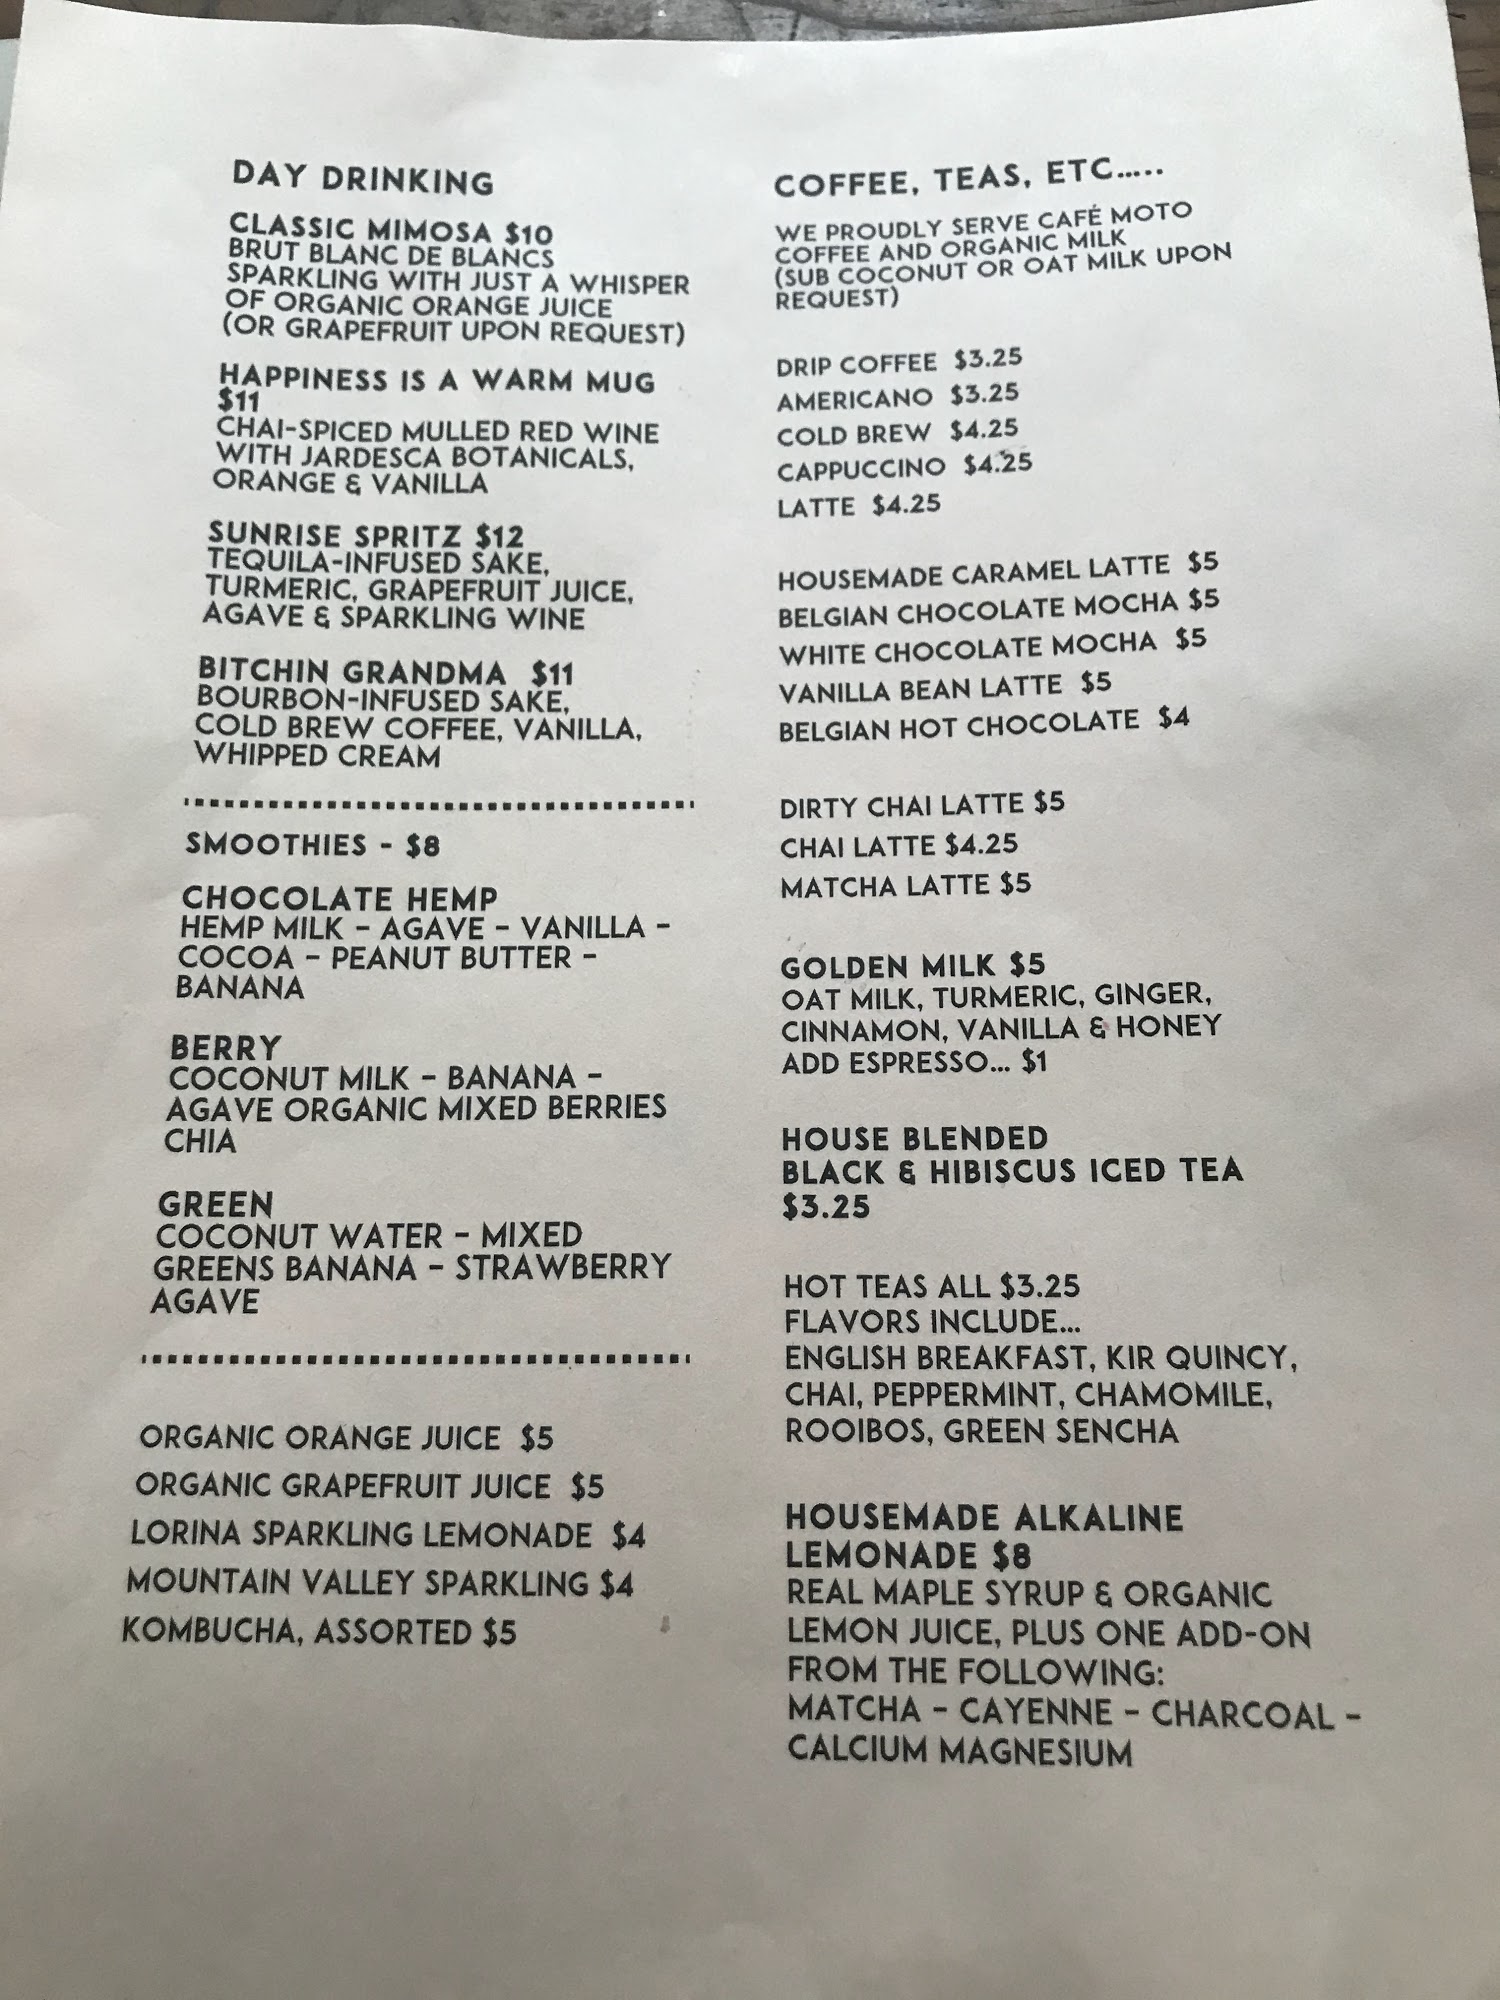 DAY DRINKING
CLASSIC MIMOSA $10
BRUT BLANC DE BLANCS
SPARKLING WITH JUST A WHISPER
OF ORGANIC ORANGE JUICE
(OR GRAPEFRUIT UPON REQUEST)
HAPPINESS IS A WARM MUG
$11
CHAI-SPICED MULLED RED WINE
WITH JARDESCA BOTANICALS,
ORANGE & VANILLA
SUNRISE SPRITZ $12
TEQUILA-INFUSED SAKE,
TURMERIC, GRAPEFRUIT JUICE,
AGAVE & SPARKLING WINE
BITCHIN GRANDMA $11
BOURBON-INFUSED SAKE,
COLD BREW COFFEE, VANILLA,
WHIPPED CREAM
SMOOTHIES - $8
CHOCOLATE HEMP
HEMP MILK - AGAVE - VANILLA -
COCOA - PEANUT BUTTER -
BANANA
BERRY
COCONUT MILK - BANANA -
AGAVE ORGANIC MIXED BERRIES
CHIA
GREEN
COCONUT WATER - MIXED
GREENS BANANA - STRAWBERRY
AGAVE
ORGANIC ORANGE JUICE $5
ORGANIC GRAPEFRUIT JUICE $5
LORINA SPARKLING LEMONADE $4
MOUNTAIN VALLEY SPARKLING $4
KOMBUCHA, ASSORTED $5
COFFEE, TEAS, ETC.....
WE PROUDLY SERVE CAFÉ MOTO
COFFEE AND ORGANIC MILK
(SUB COCONUT OR OAT MILK UPON
REQUEST)
DRIP COFFEE $3.25
AMERICANO $3.25
COLD BREW $4.25
CAPPUCCINO $4.25
LATTE $4.25
HOUSEMADE CARAMEL LATTE $5
BELGIAN CHOCOLATE MOCHA $5
WHITE CHOCOLATE MOCHA $5
VANILLA BEAN LATTE $5
BELGIAN HOT CHOCOLATE $4
DIRTY CHAI LATTE $5
CHAI LATTE $4.25
MATCHA LATTE $5
GOLDEN MILK $5
OAT MILK, TURMERIC, GINGER,
CINNAMON, VANILLA & HONEY
ADD ESPRESSO... $1
HOUSE BLENDED
BLACK & HIBISCUS ICED TEA
$3.25
HOT TEAS ALL $3.25
FLAVORS INCLUDE...
ENGLISH BREAKFAST, KIR QUINCY,
CHAI, PEPPERMINT, CHAMOMILE,
ROOIBOS, GREEN SENCHA
HOUSEMADE ALKALINE
LEMONADE $8
REAL MAPLE SYRUP & ORGANIC
LEMON JUICE, PLUS ONE ADD-ON
FROM THE FOLLOWING:
MATCHA - CAYENNE - CHARCOAL -
CALCIUM MAGNESIUM